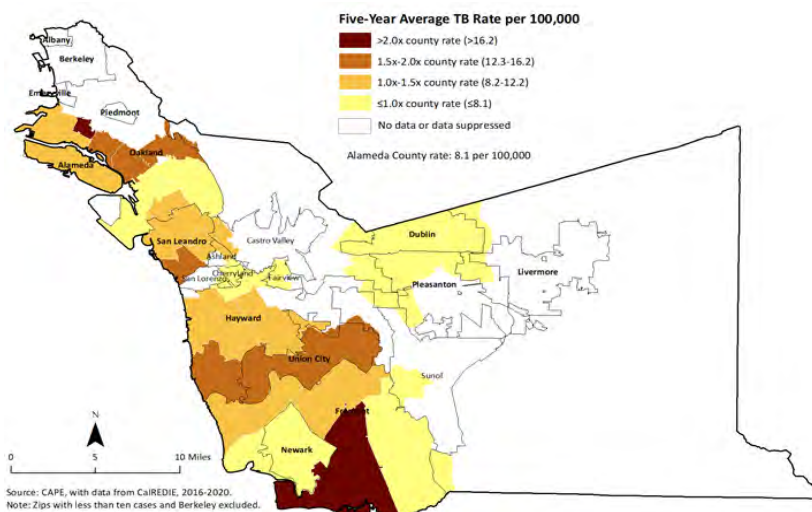 Five-Year Average TB Rate per 100,000
>2.0x county rate (>16.2)
1.5x-2.0x county rate (12.3-16.2)
1.0x-1.5x county rate (8.2-12.2)
≤1.0x county rate (≤8.1)
No data or data suppressed
Alameda County rate: 8.1 per 100,000
Albany
Berkeley
Emeryville
Piedmont
Oakland
Alameda
San Leandro
Castro Valley
Ashland
San Lorenzo
Cherryland
Fairview
Dublin
Livermore
Pleasanton
Hayward
Union City
Sunol
Fremont
Newark
N
0 5 10 Miles
Source: CAPE, with data from CalREDIE, 2016-2020.
Note: Zips with less than ten cases and Berkeley excluded.